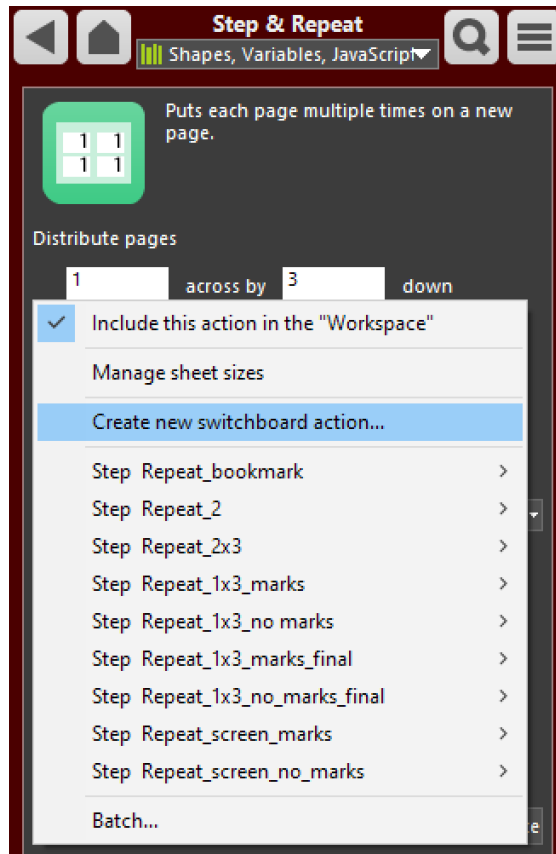 Step & Repeat
Shapes, Variables, JavaScript
Puts each page multiple times on a new
page.
1 1
1 1
Distribute pages
1 across by 3 down
Include this action in the "Workspace"
Manage sheet sizes
Create new switchboard action...
Step Repeat_bookmark
Step Repeat_2
Step Repeat_2x3
Step Repeat_1x3_marks
Step Repeat_1x3_no marks
Step Repeat_1x3_marks_final
Step Repeat_1x3_no_marks_final
Step Repeat_screen_marks
Step Repeat_screen_no_marks
Batch...